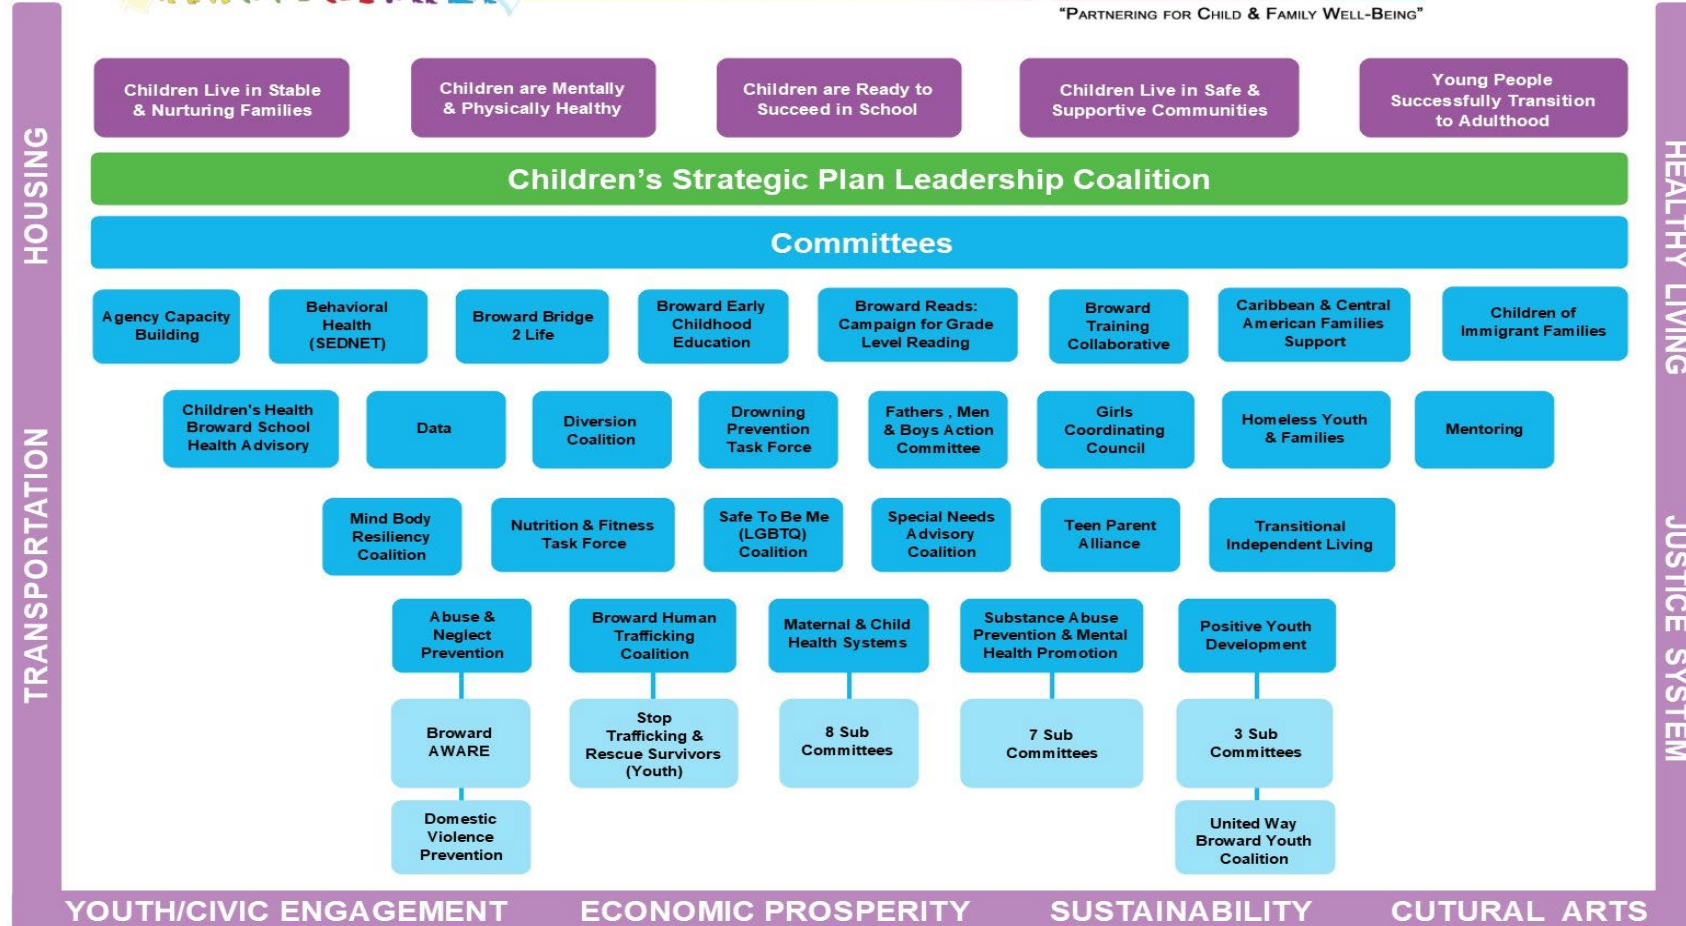 "PARTNERING FOR CHILD & FAMILY WELL-BEING"
Children Live in Stable
& Nurturing Families
Children are Mentally
& Physically Healthy
Children are Ready to
Succeed in School
Children Live in Safe &
Supportive Communities
Young People
Successfully Transition
to Adulthood
Children's Strategic Plan Leadership Coalition
Committees
Agency Capacity
Building
Behavioral
Health
(SEDNET)
Broward Bridge
2 Life
Broward Early
Childhood
Education
Broward Reads:
Campaign for Grade
Level Reading
Broward
Training
Collaborative
Caribbean & Central
American Families
Support
Children of
Immigrant Families
Children's Health
Broward School
Health Advisory
Data
Diversion
Coalition
Drowning
Prevention
Task Force
Fathers , Men
& Boys Action
Committee
Girls
Coordinating
Council
Homeless Youth
& Families
Mentoring
Mind Body
Resiliency
Coalition
Nutrition & Fitness
Task Force
Safe To Be Me
(LGBTQ)
Coalition
Special Needs
Advisory
Coalition
Teen Parent
Alliance
Transitional
Independent Living
Abuse &
Neglect
Prevention
Broward Human
Trafficking
Coalition
Maternal & Child
Health Systems
Substance Abuse
Prevention & Mental
Health Promotion
Positive Youth
Development
Broward
AWARE
Stop
Trafficking &
Rescue Survivors
(Youth)
8 Sub
Committees
7 Sub
Committees
3 Sub
Committees
Domestic
Violence
Prevention
United Way
Broward Youth
Coalition
HOUSING
TRANSPORTATION
HEALTHY LIVING
JUSTICE SYSTEM
YOUTH/CIVIC ENGAGEMENT
ECONOMIC PROSPERITY
SUSTAINABILITY
CUTURAL ARTS